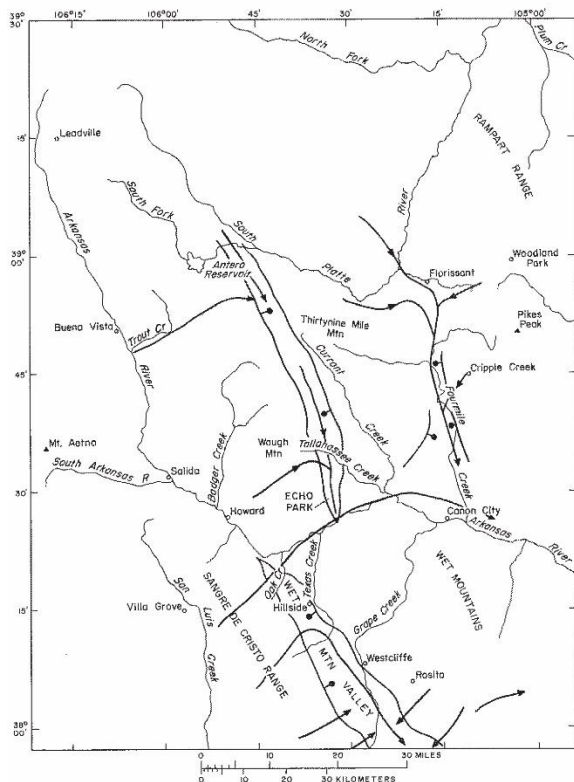 39°
30'
106°15'
106°00'
45'
30'
15'
105°00'
North
Fork
Plum Cr
Leadville
RAMPART RANGE
15'
South
Fork
Arkansas
South
River
39°
00'
Antero
Reservoir
Platte
Florissant
Woodland
Park
Thirtynine Mile
Mtn
Pikes
Peak
Buena Vista
Trout Cr
River
Currant
Creek
Cripple Creek
Fourmile
Creek
45'
Mt. Aetna
Badger Creek
Waugh
Mtn
Tallahassee
Creek
South Arkansas R
Salida
30'
ECHO
PARK
Howard
Canon City
Arkansas
River
San
Luis
Creek
SANGRE DE CRISTO RANGE
Oak Cr
WET
MTN
VALLEY
Texas Creek
Grape Creek
WET MOUNTAINS
Villa Grove
Hillside
15'
Westcliffe
Rosita
38°
00'
0 10 20 30 MILES
0 10 20 30 KILOMETERS